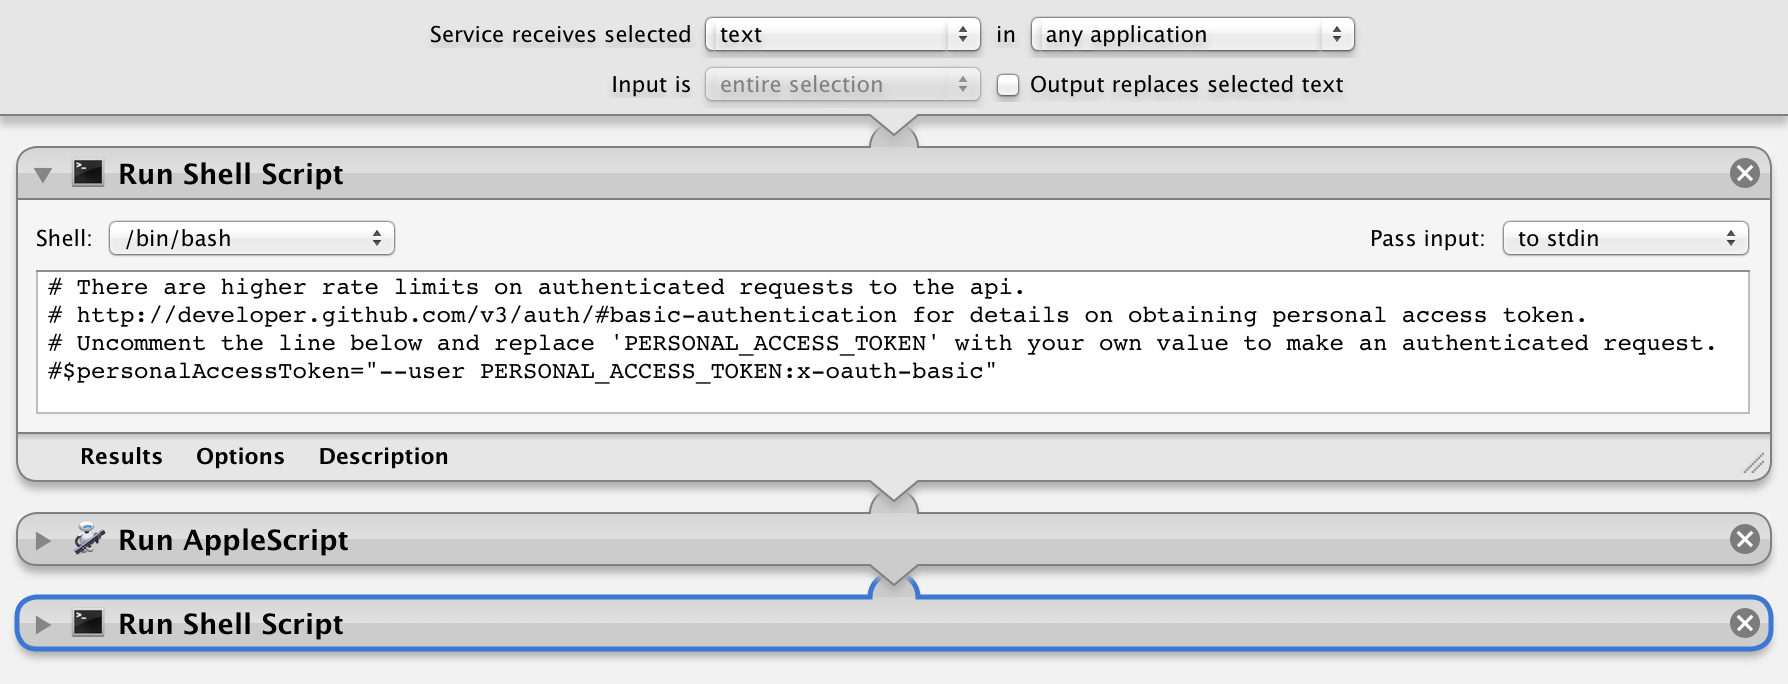 Service receives selected text in any application
Input is entire selection Output replaces selected text
Run Shell Script
Shell: /bin/bash Pass input: to stdin
# There are higher rate limits on authenticated requests to the api.
# http://developer.github.com/v3/auth/#basic-authentication for details on obtaining personal access token.
# Uncomment the line below and replace 'PERSONAL_ACCESS_TOKEN' with your own value to make an authenticated request.
#$personalAccessToken="--user PERSONAL_ACCESS_TOKEN:x-oauth-basic"
Results Options Description
Run AppleScript
Run Shell Script